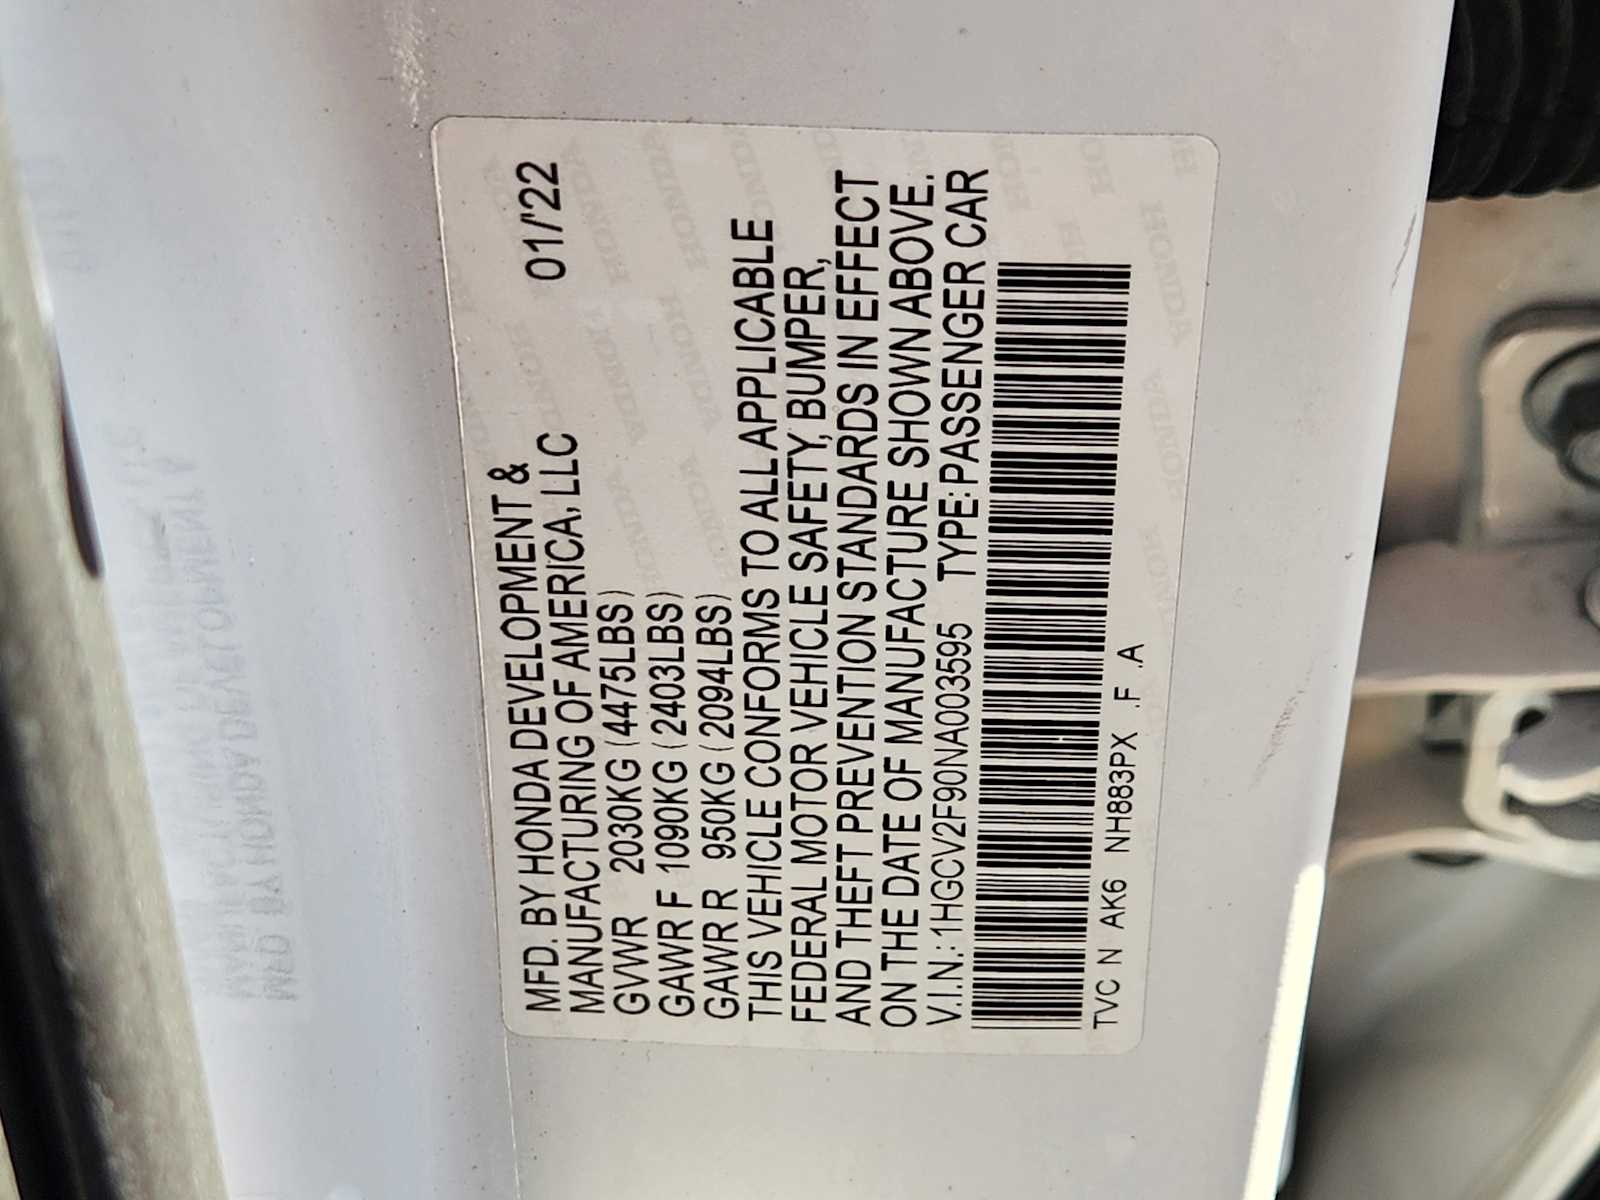 MFD. BY HONDA DEVELOPMENT & 01/'22
MANUFACTURING OF AMERICA, LLC
GVWR 2030KG (4475LBS)
GAWR F 1090KG (2403LBS)
GAWR R 950KG (2094LBS)
THIS VEHICLE CONFORMS TO ALL APPLICABLE
FEDERAL MOTOR VEHICLE SAFETY, BUMPER,
AND THEFT PREVENTION STANDARDS IN EFFECT
ON THE DATE OF MANUFACTURE SHOWN ABOVE.
V.I.N.: 1HGCV2F90NA003595 TYPE: PASSENGER CAR
TVC N AK6 NH883PX .F .A